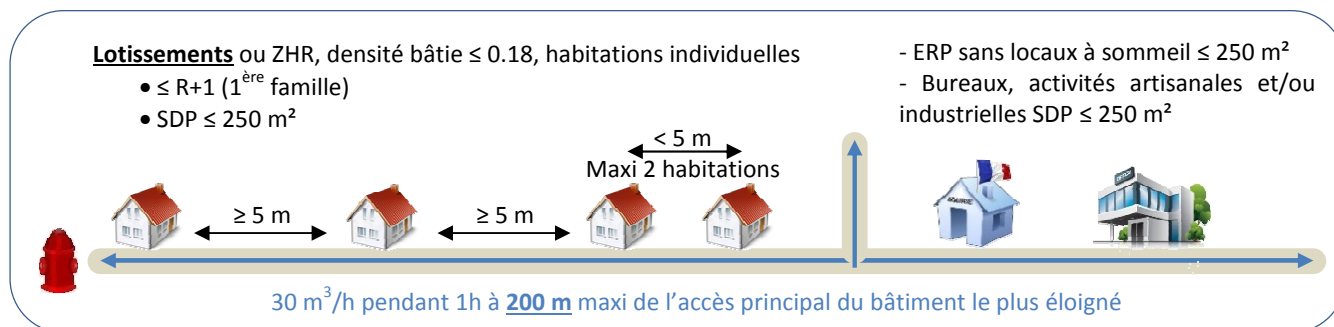 Lotissements ou ZHR, densité bâtie ≤ 0.18, habitations individuelles
• ≤ R+1 (1ère famille)
• SDP ≤ 250 m²
- ERP sans locaux à sommeil ≤ 250 m²
- Bureaux, activités artisanales et/ou
industrielles SDP ≤ 250 m²
< 5 m
Maxi 2 habitations
≥ 5 m
≥ 5 m
MAIRIE
30 m³/h pendant 1h à 200 m maxi de l’accès principal du bâtiment le plus éloigné